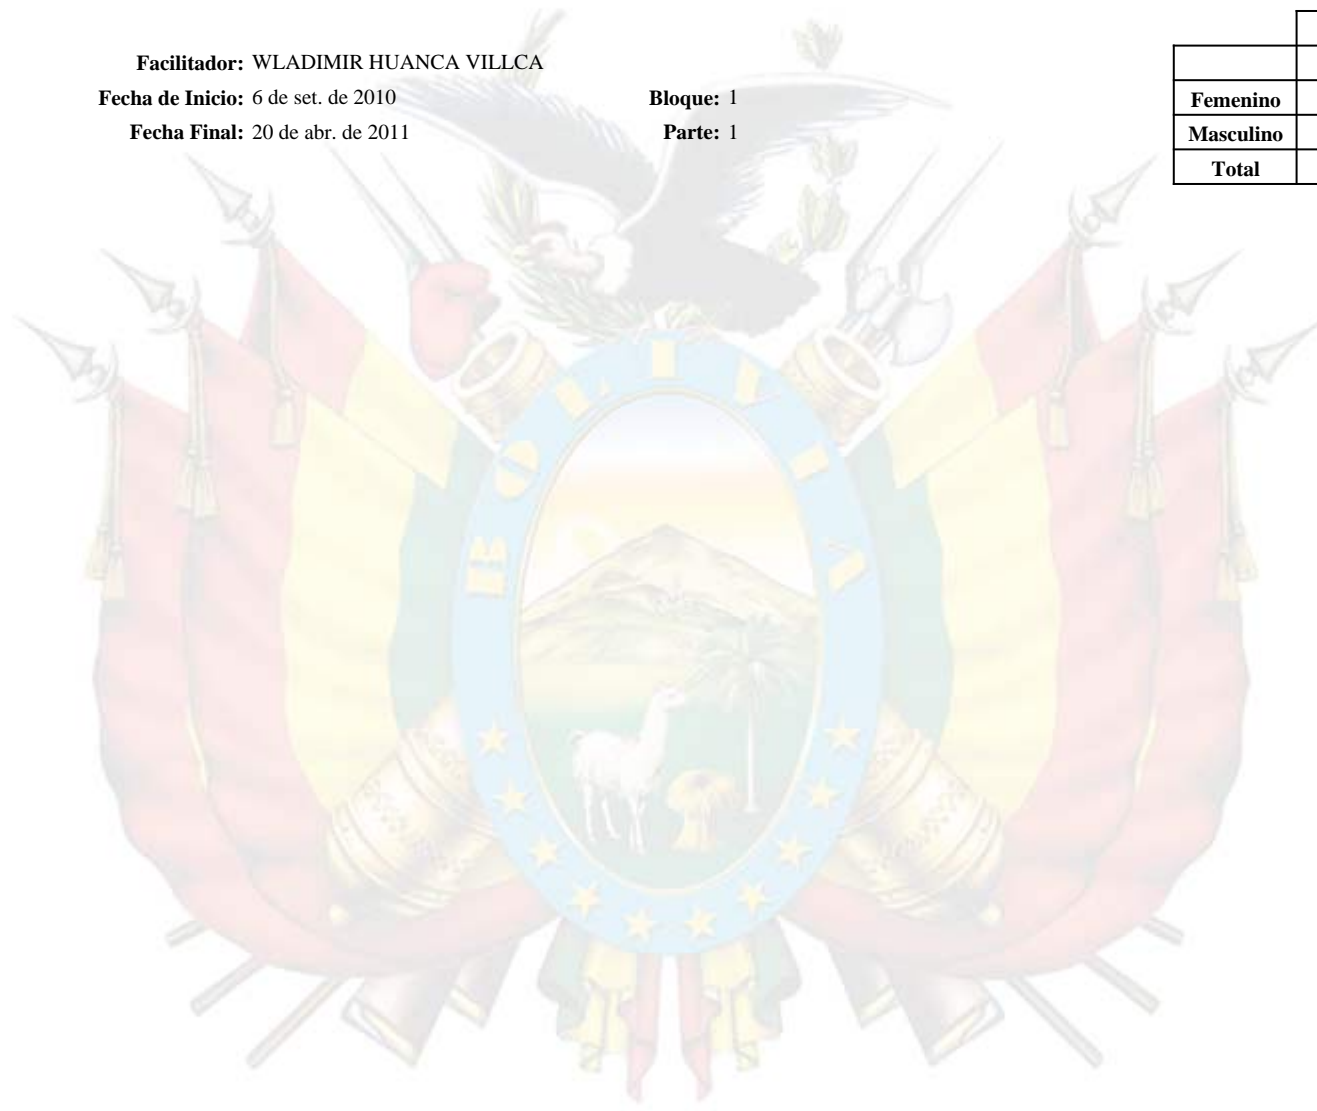 Facilitador: WLADIMIR HUANCA VILLCA
Fecha de Inicio: 6 de set. de 2010 Bloque: 1
Fecha Final: 20 de abr. de 2011 Parte: 1
Femenino
Masculino
Total
BOLIVIA